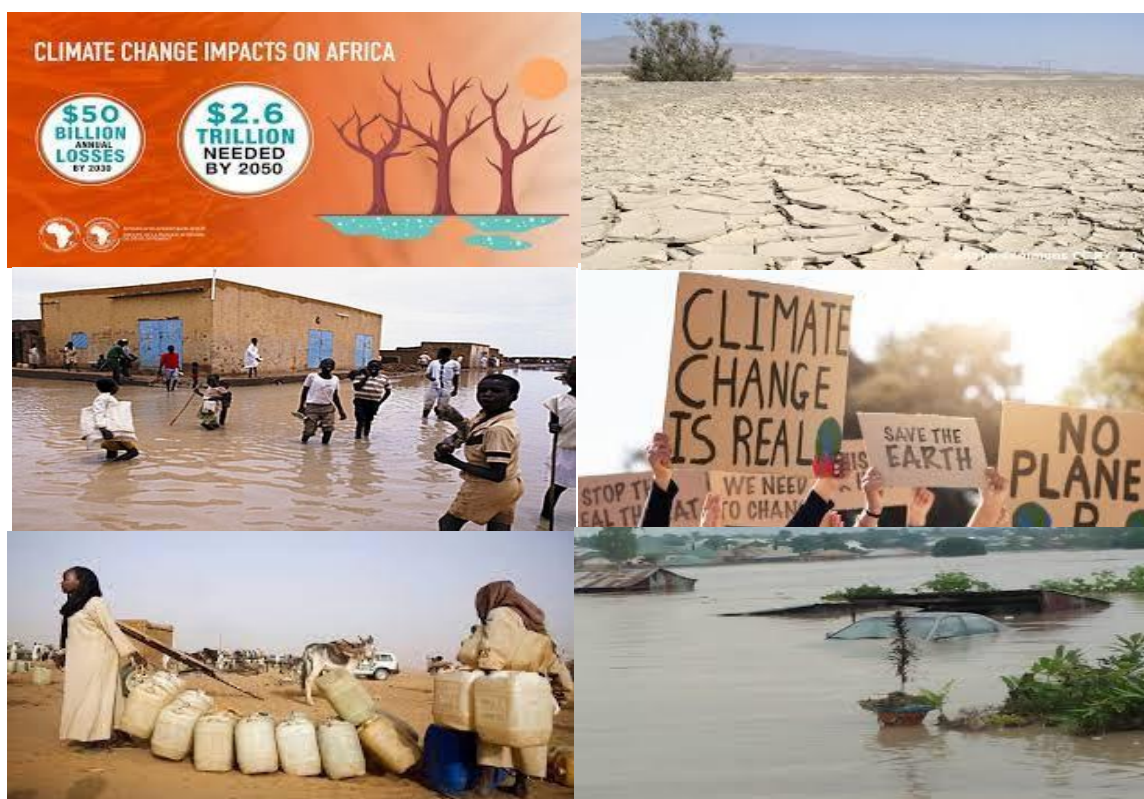 CLIMATE CHANGE IMPACTS ON AFRICA
$50
BILLION
ANNUAL
LOSSES
BY 2030
$2.6
TRILLION
NEEDED
BY 2050
CLIMATE
CHANGE
IS REAL
SAVE THE
EARTH
NO
PLANE
B
STOP TH
WE NEED
TO CHAN